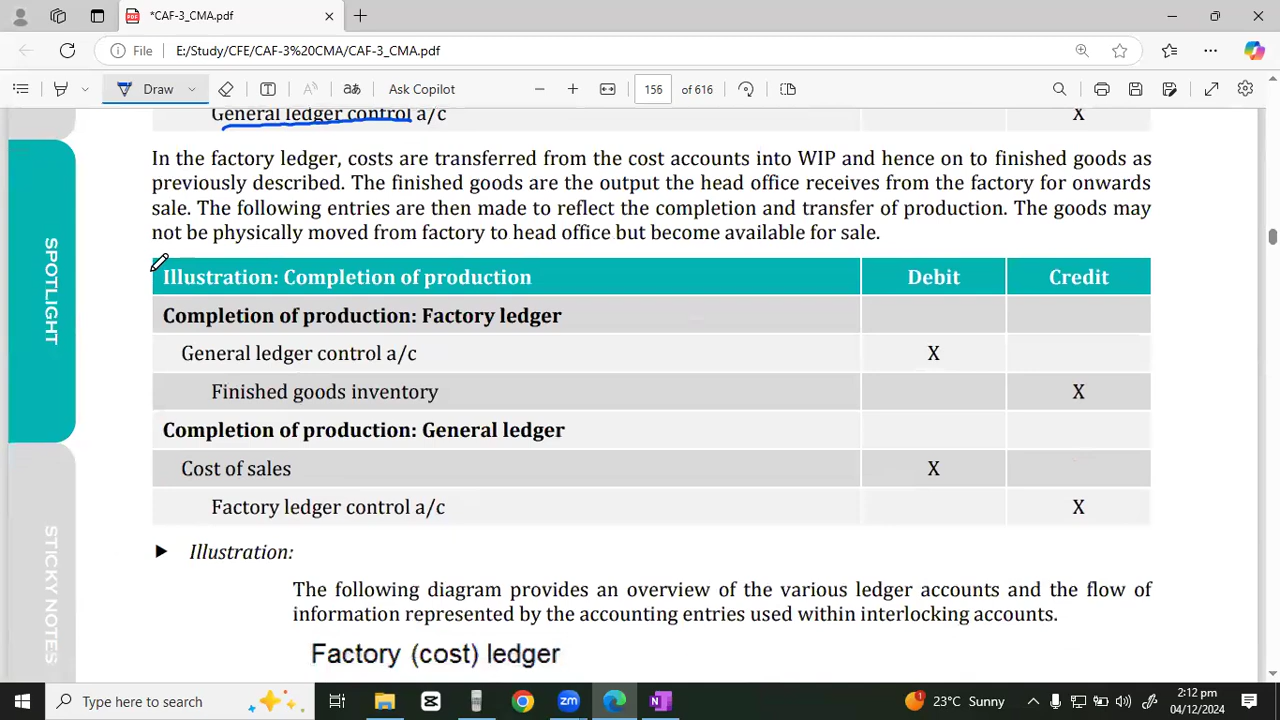 *CAF-3_CMA.pdf
File
E:/Study/CFE/CAF-3%20CMA/CAF-3_CMA.pdf
Draw
aあ
Ask Copilot
156
of 616
General ledger control a/c
X
In the factory ledger, costs are transferred from the cost accounts into WIP and hence on to finished goods as
previously described. The finished goods are the output the head office receives from the factory for onwards
sale. The following entries are then made to reflect the completion and transfer of production. The goods may
not be physically moved from factory to head office but become available for sale.
Illustration: Completion of production Debit Credit
Completion of production: Factory ledger
General ledger control a/c X
Finished goods inventory X
Completion of production: General ledger
Cost of sales X
Factory ledger control a/c X
Illustration:
The following diagram provides an overview of the various ledger accounts and the flow of
information represented by the accounting entries used within interlocking accounts.
Factory (cost) ledger
SPOTLIGHT
STICKY NOTES
Type here to search
zm
N
1
23°C Sunny
2:12 pm
04/12/2024